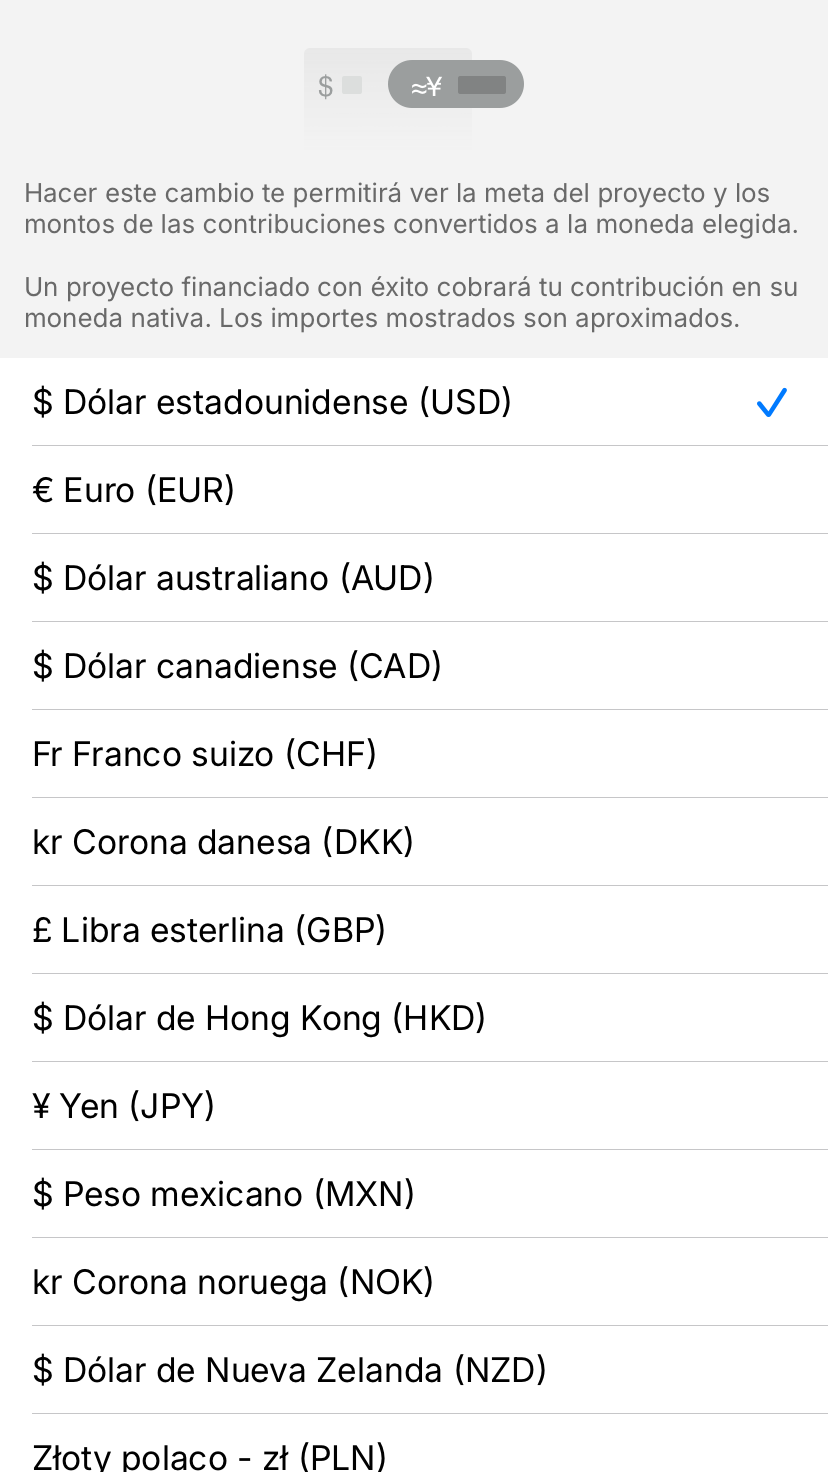 $ ≈¥
Hacer este cambio te permitirá ver la meta del proyecto y los
montos de las contribuciones convertidos a la moneda elegida.
Un proyecto financiado con éxito cobrará tu contribución en su
moneda nativa. Los importes mostrados son aproximados.
$ Dólar estadounidense (USD)
€ Euro (EUR)
$ Dólar australiano (AUD)
$ Dólar canadiense (CAD)
Fr Franco suizo (CHF)
kr Corona danesa (DKK)
£ Libra esterlina (GBP)
$ Dólar de Hong Kong (HKD)
¥ Yen (JPY)
$ Peso mexicano (MXN)
kr Corona noruega (NOK)
$ Dólar de Nueva Zelanda (NZD)
Złoty polaco - zł (PLN)